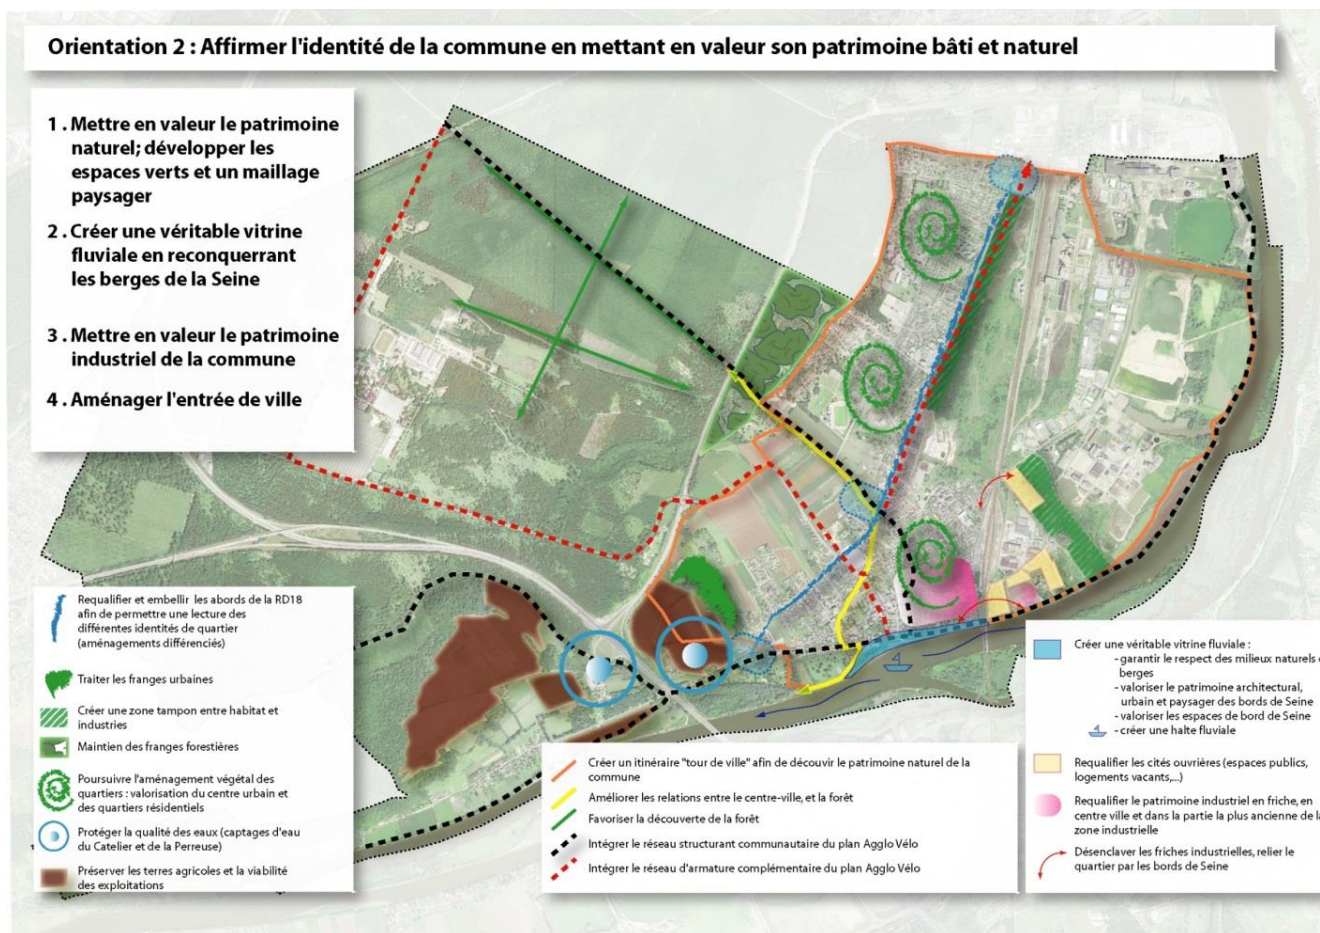 Orientation 2 : Affirmer l'identité de la commune en mettant en valeur son patrimoine bâti et naturel
1 . Mettre en valeur le patrimoine
naturel; développer les
espaces verts et un maillage
paysager
2 . Créer une véritable vitrine
fluviale en reconquerrant
les berges de la Seine
3 . Mettre en valeur le patrimoine
industriel de la commune
4 . Aménager l'entrée de ville
Requalifier et embellir les abords de la RD18
afin de permettre une lecture des
différentes identités de quartier
(aménagements différenciés)
Traiter les franges urbaines
Créer une zone tampon entre habitat et
industries
Maintien des franges forestières
Poursuivre l'aménagement végétal des
quartiers : valorisation du centre urbain et
des quartiers résidentiels
Protéger la qualité des eaux (captages d'eau
du Catelier et de la Perreuse)
Préserver les terres agricoles et la viabilité
des exploitations
Créer un itinéraire "tour de ville" afin de découvir le patrimoine naturel de la
commune
Améliorer les relations entre le centre-ville, et la forêt
Favoriser la découverte de la forêt
Intégrer le réseau structurant communautaire du plan Agglo Vélo
Intégrer le réseau d'armature complémentaire du plan Agglo Vélo
Créer une véritable vitrine fluviale :
- garantir le respect des milieux naturels
berges
- valoriser le patrimoine architectural,
urbain et paysager des bords de Seine
- valoriser les espaces de bord de Seine
- créer une halte fluviale
Requalifier les cités ouvrières (espaces publics,
logements vacants,...)
Requalifier le patrimoine industriel en friche, en
centre ville et dans la partie la plus ancienne de la
zone industrielle
Désenclaver les friches industrielles, relier le
quartier par les bords de Seine